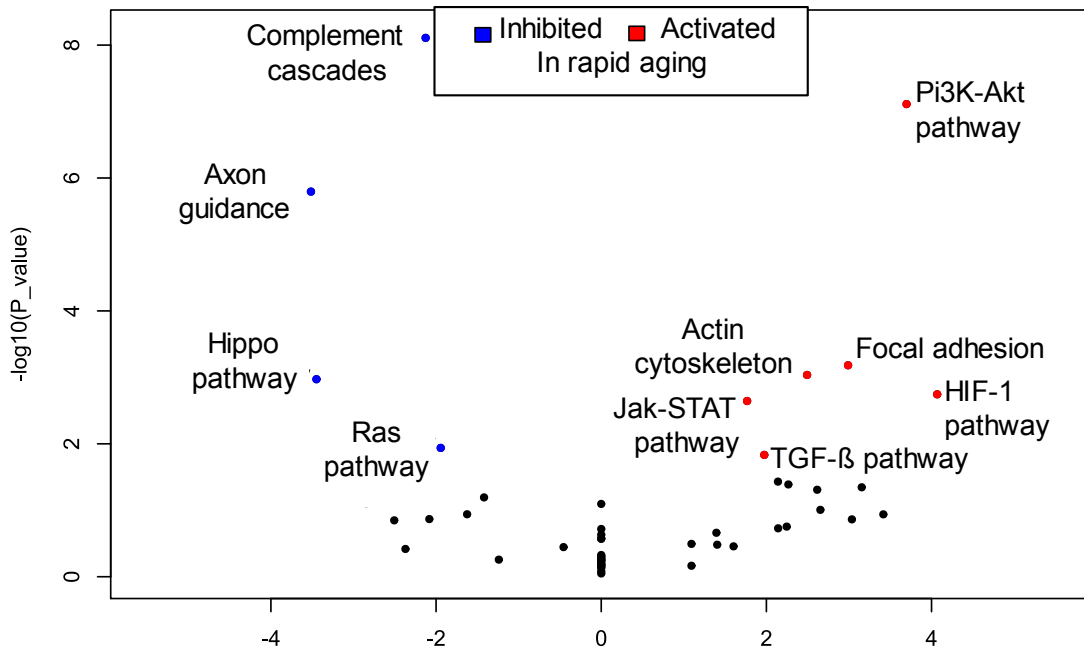 Complement
cascades
Inhibited Activated
In rapid aging
Pi3K-Akt
pathway
Axon
guidance
Hippo
pathway
Actin
cytoskeleton
Focal adhesion
HIF-1
pathway
Jak-STAT
pathway
Ras
pathway
TGF-ß pathway
-log10(P_value)
8
6
4
2
0
-4 -2 0 2 4